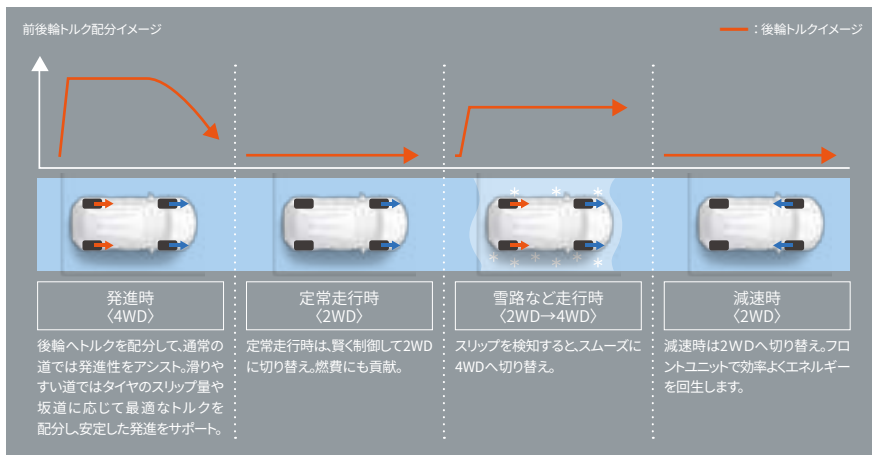 前後輪トルク配分イメージ
：後輪トルクイメージ
発進時
〈4WD〉
後輪へトルクを配分して、通常の
道では発進性をアシスト。滑りや
すい道ではタイヤのスリップ量や
坂道に応じて最適なトルクを
配分し、安定した発進をサポート。
定常走行時
〈2WD〉
定常走行時は、賢く制御して2WD
に切り替え。燃費にも貢献。
雪路など走行時
〈2WD→4WD〉
スリップを検知すると、スムーズに
4WDへ切り替え。
減速時
〈2WD〉
減速時は2WDへ切り替え。フロ
ントユニットで効率よくエネルギー
を回生します。